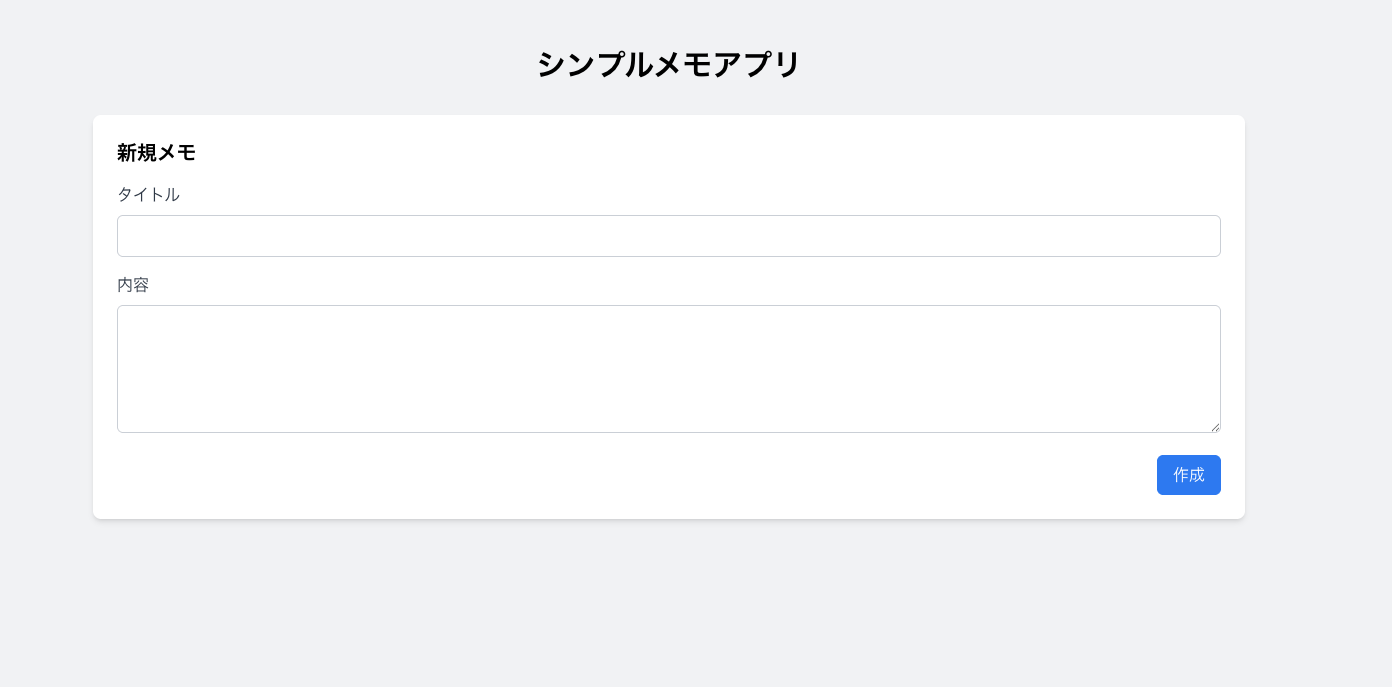 シンプルメモアプリ
新規メモ
タイトル
内容
作成